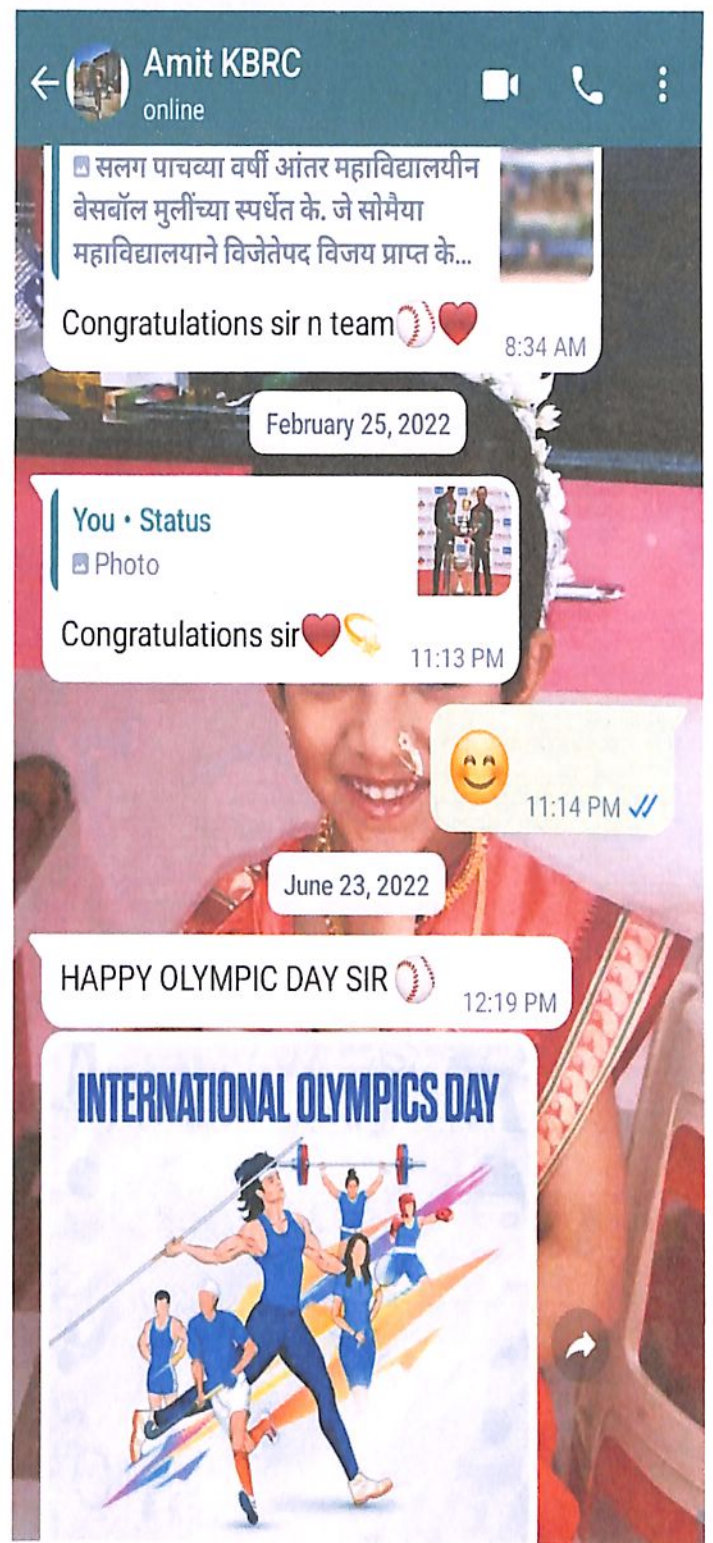 Amit KBRC
online
सलग पाचव्या वर्षी आंतर महाविद्यालयीन
बेसबॉल मुलींच्या स्पर्धेत के. जे सोमैया
महाविद्यालयाने विजेतेपद विजय प्राप्त के...
Congratulations sir n team⚾❤️
8:34 AM
February 25, 2022
You • Status
Photo
Congratulations sir❤️💫
11:13 PM
😊
11:14 PM
June 23, 2022
HAPPY OLYMPIC DAY SIR⚾
12:19 PM
INTERNATIONAL OLYMPICS DAY